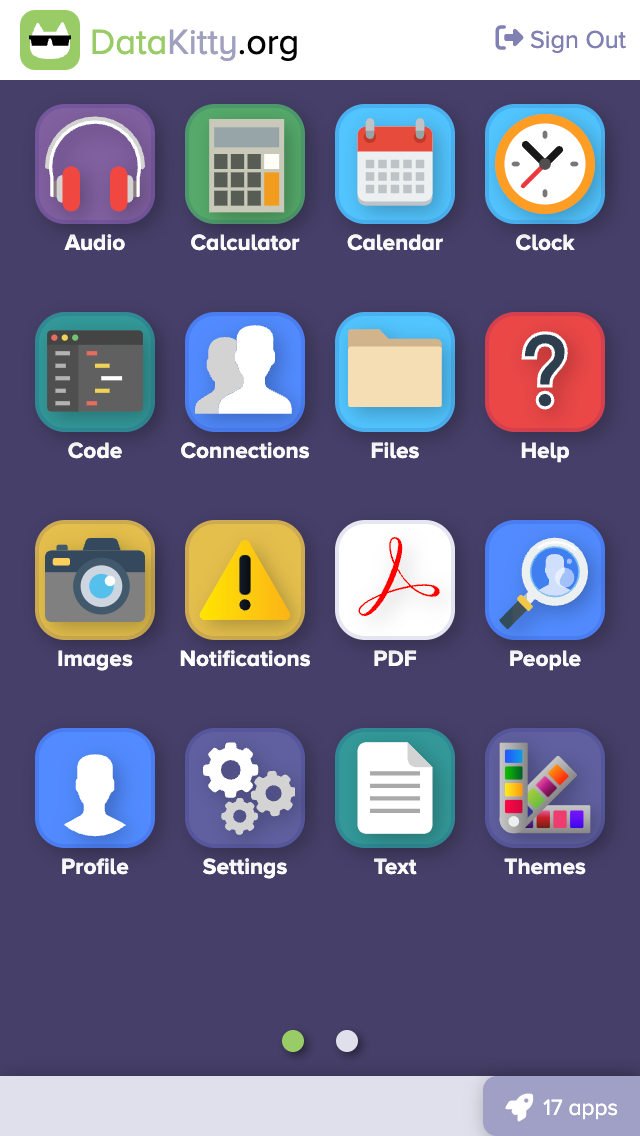 DataKitty.org
Sign Out
Audio
Calculator
Calendar
Clock
Code
Connections
Files
Help
Images
Notifications
PDF
People
Profile
Settings
Text
Themes
17 apps